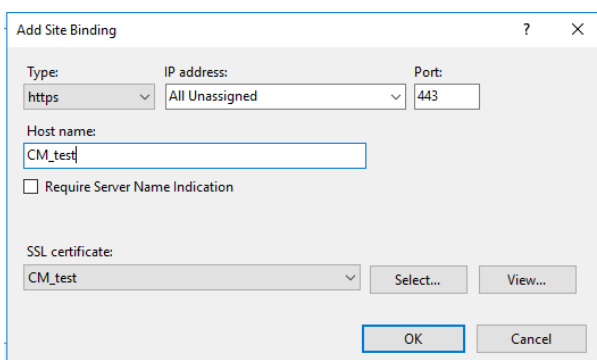 Add Site Binding
Type: IP address: Port:
https All Unassigned 443
Host name:
CM_test
Require Server Name Indication
SSL certificate:
CM_test Select... View...
OK Cancel